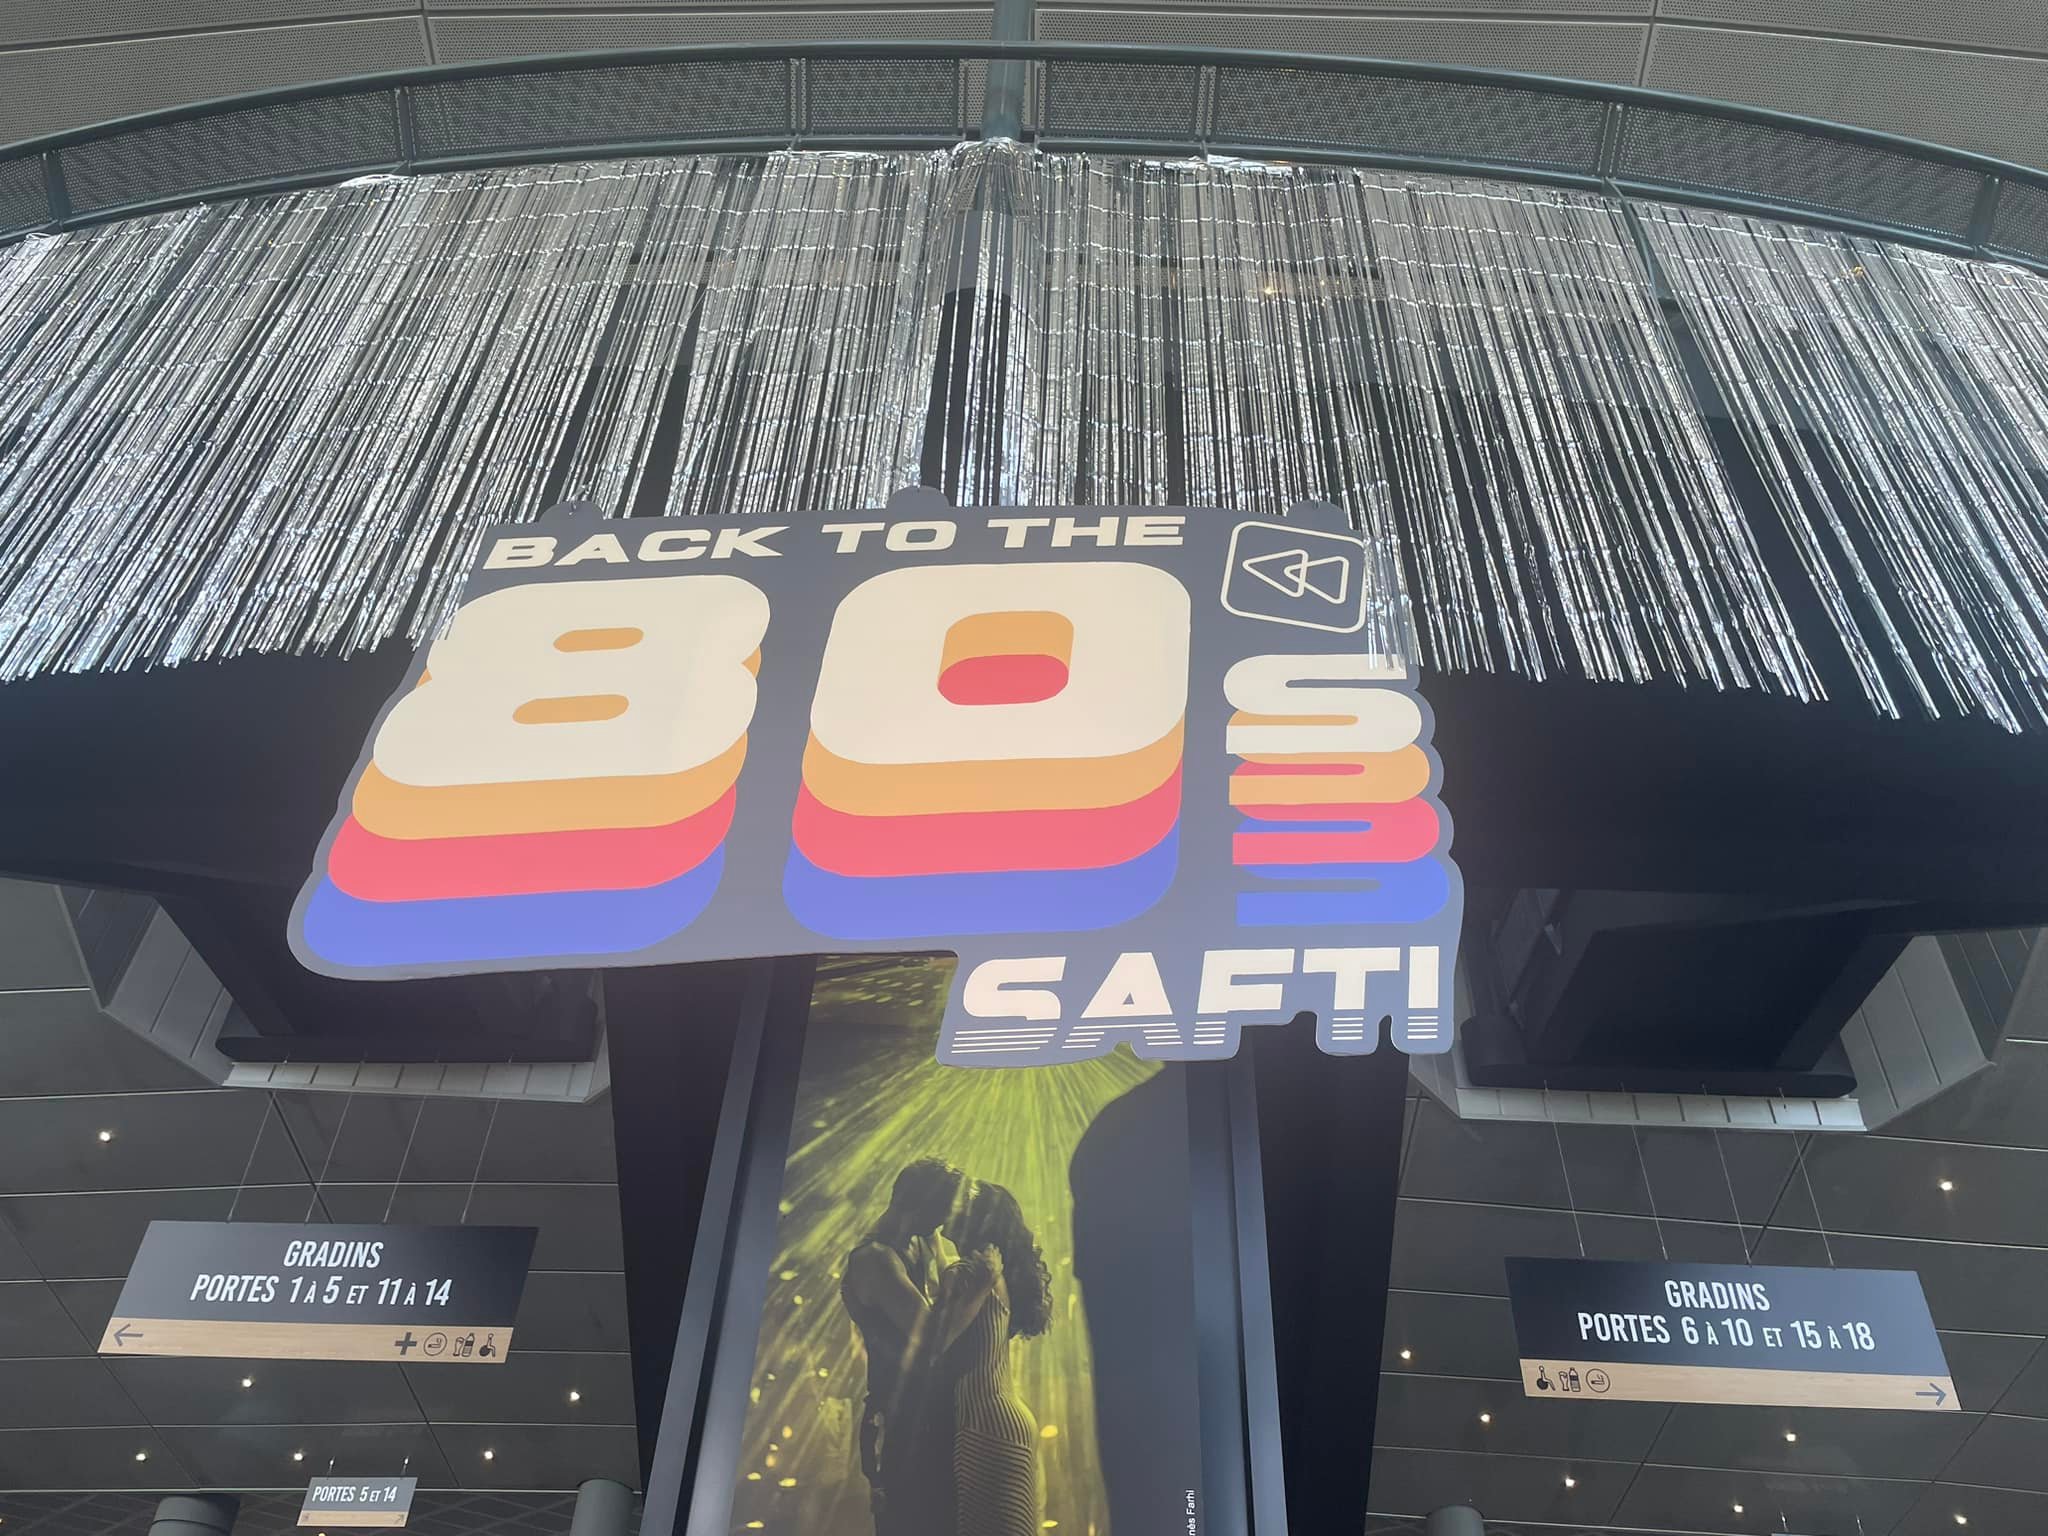 BACK TO THE
80S
SAFTI
GRADINS
PORTES 1 À 5 ET 11 À 14
GRADINS
PORTES 6 À 10 ET 15 À 18
PORTES 5 ET 14
Farhi